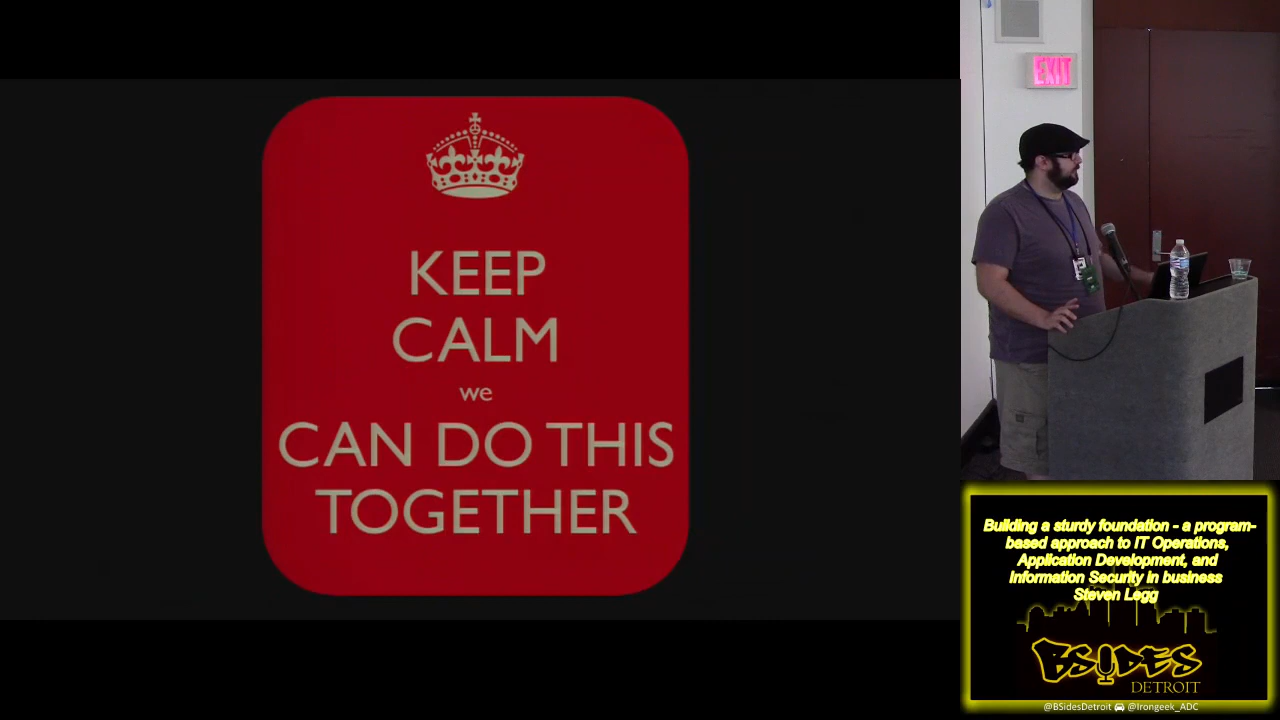 KEEP
CALM
we
CAN DO THIS
TOGETHER
EXIT
Building a sturdy foundation - a program-
based approach to IT Operations,
Application Development, and
Information Security in business
Steven Legg
BSIDES
DETROIT
@BSidesDetroit @Irongeek_ADC